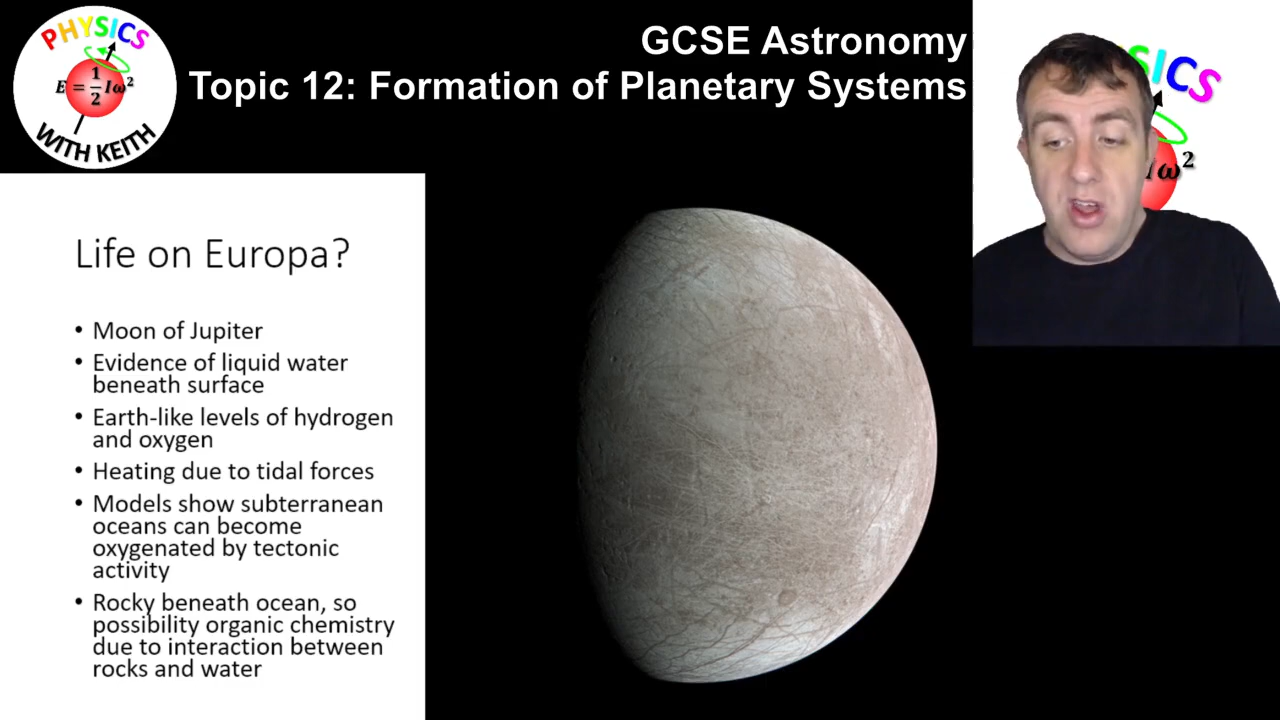 PHYSICS
E = 1/2 Iω²
WITH KEITH
GCSE Astronomy
Topic 12: Formation of Planetary Systems
SICS
Iω²
Life on Europa?
• Moon of Jupiter
• Evidence of liquid water
beneath surface
• Earth-like levels of hydrogen
and oxygen
• Heating due to tidal forces
• Models show subterranean
oceans can become
oxygenated by tectonic
activity
• Rocky beneath ocean, so
possibility organic chemistry
due to interaction between
rocks and water